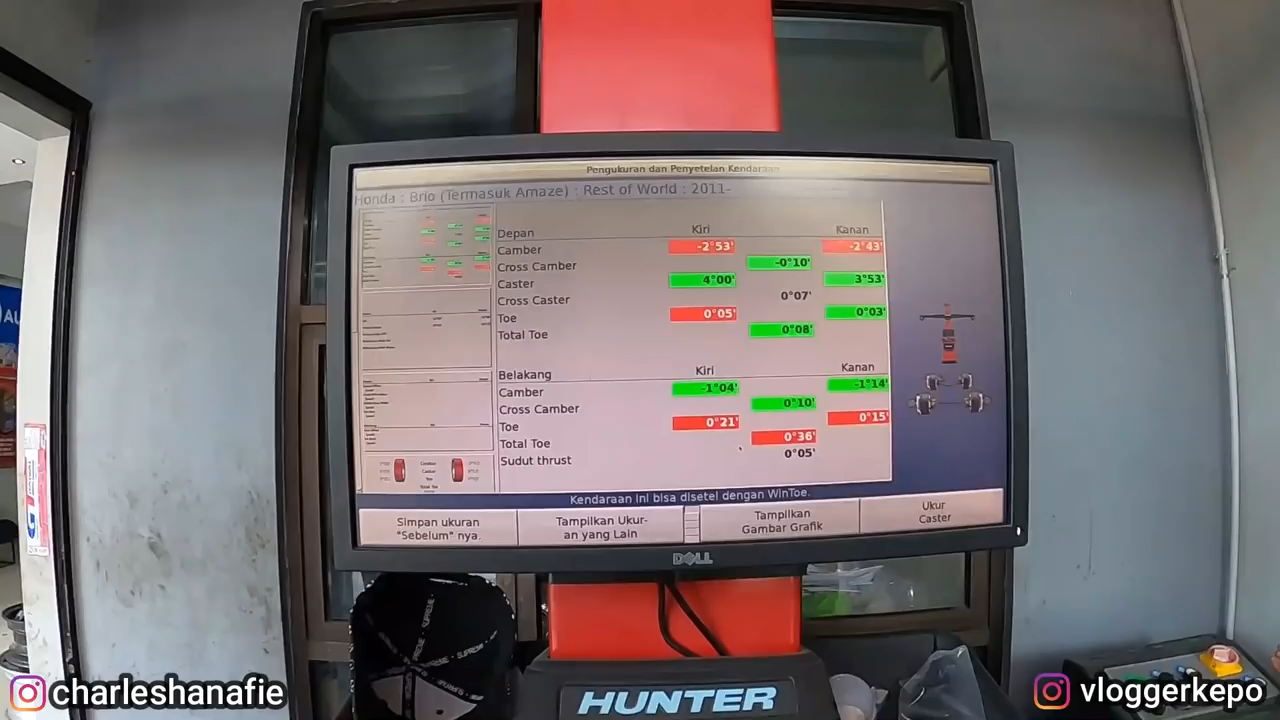 Pengukuran dan Penyetelan Kendaraan
Honda : Brio (Termasuk Amaze) : Rest of World : 2011-
Depan Kiri Kanan
Camber -2°53' -2°43'
Cross Camber -0°10'
Caster 4°00' 3°53'
Cross Caster 0°07'
Toe 0°05' 0°03'
Total Toe 0°08'
Belakang Kiri Kanan
Camber -1°04' -1°14'
Cross Camber 0°10'
Toe 0°21' 0°15'
Total Toe 0°36'
Sudut thrust 0°05'
Kendaraan ini bisa disetel dengan WinToe.
Simpan ukuran
"Sebelum" nya.
Tampilkan Ukur-
an yang Lain
Tampilkan
Gambar Grafik
Ukur
Caster
DELL
HUNTER
charleshanafie
vloggerkepo